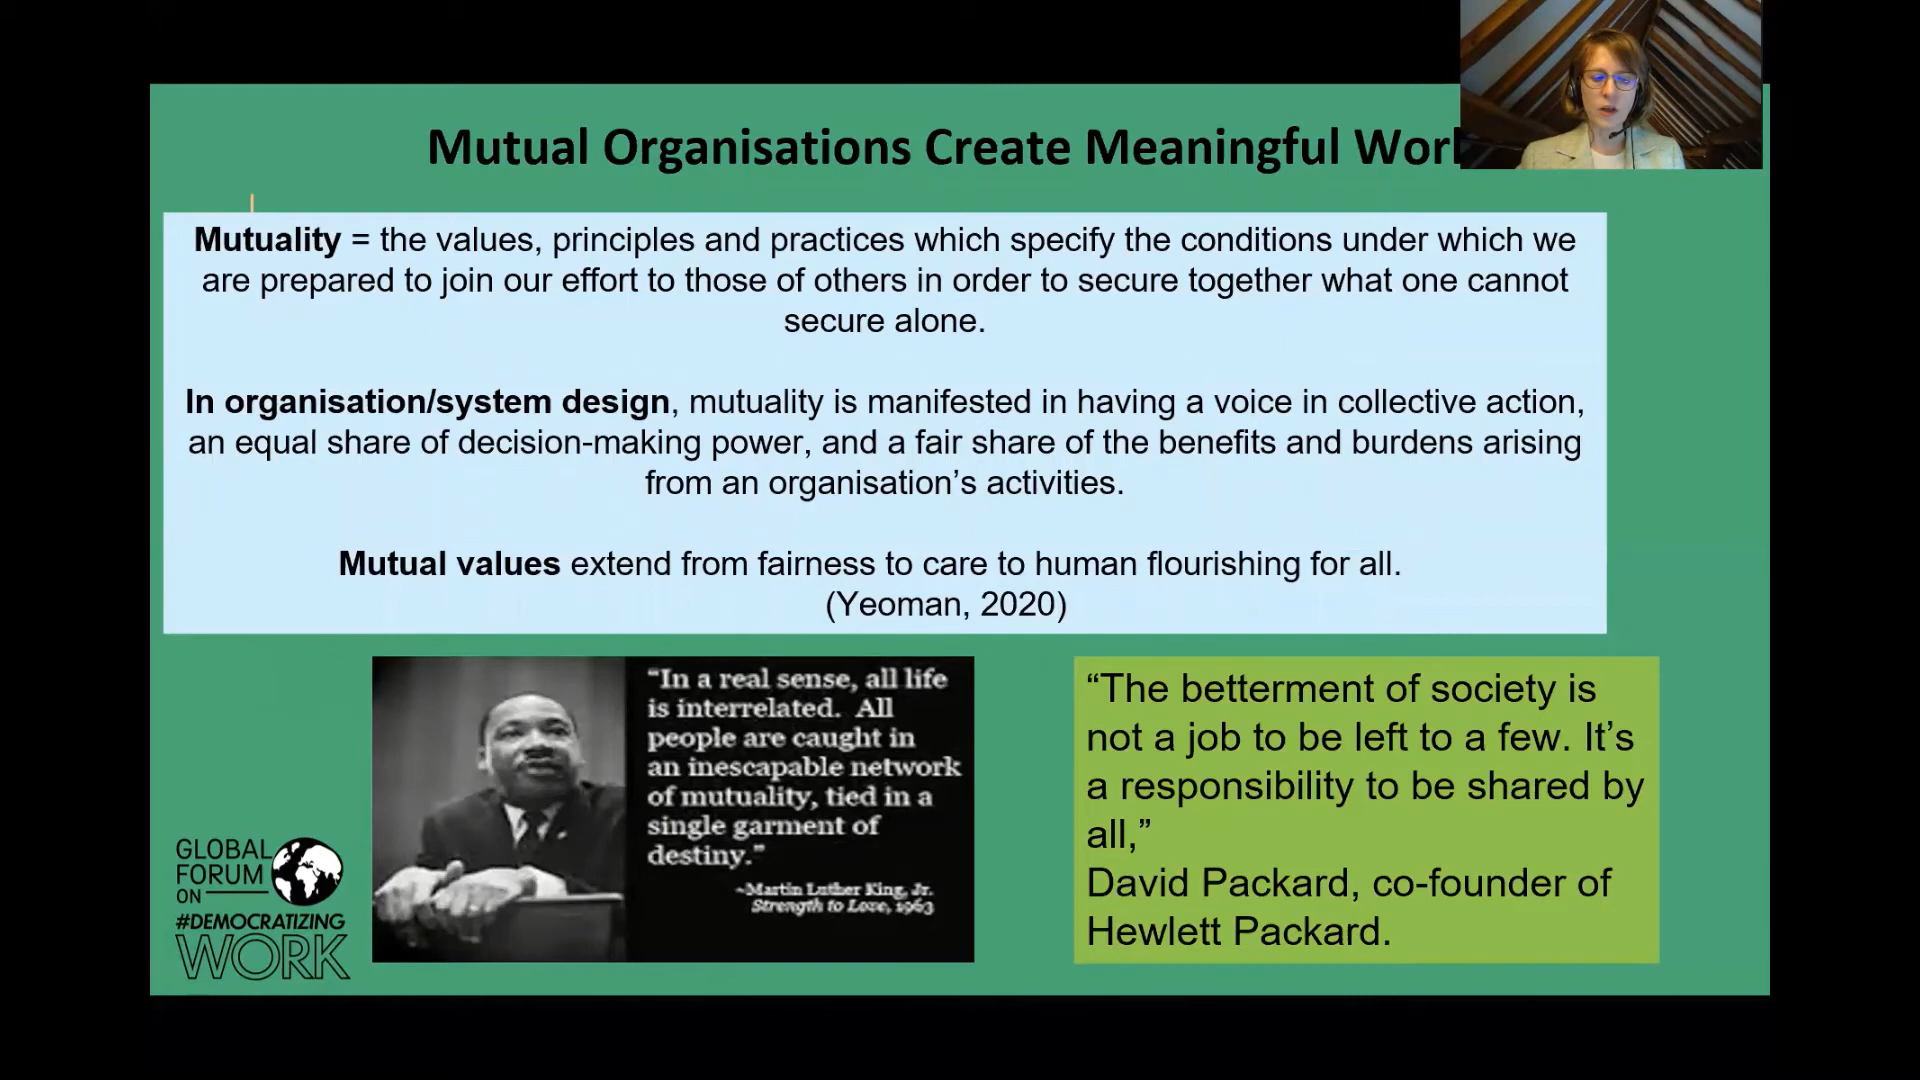 Mutual Organisations Create Meaningful Work
Mutuality = the values, principles and practices which specify the conditions under which we
are prepared to join our effort to those of others in order to secure together what one cannot
secure alone.
In organisation/system design, mutuality is manifested in having a voice in collective action,
an equal share of decision-making power, and a fair share of the benefits and burdens arising
from an organisation’s activities.
Mutual values extend from fairness to care to human flourishing for all.
(Yeoman, 2020)
“In a real sense, all life
is interrelated. All
people are caught in
an inescapable network
of mutuality, tied in a
single garment of
destiny.”
~Martin Luther King, Jr.
Strength to Love, 1963
“The betterment of society is
not a job to be left to a few. It’s
a responsibility to be shared by
all,”
David Packard, co-founder of
Hewlett Packard.
GLOBAL
FORUM
ON
#DEMOCRATIZING
WORK